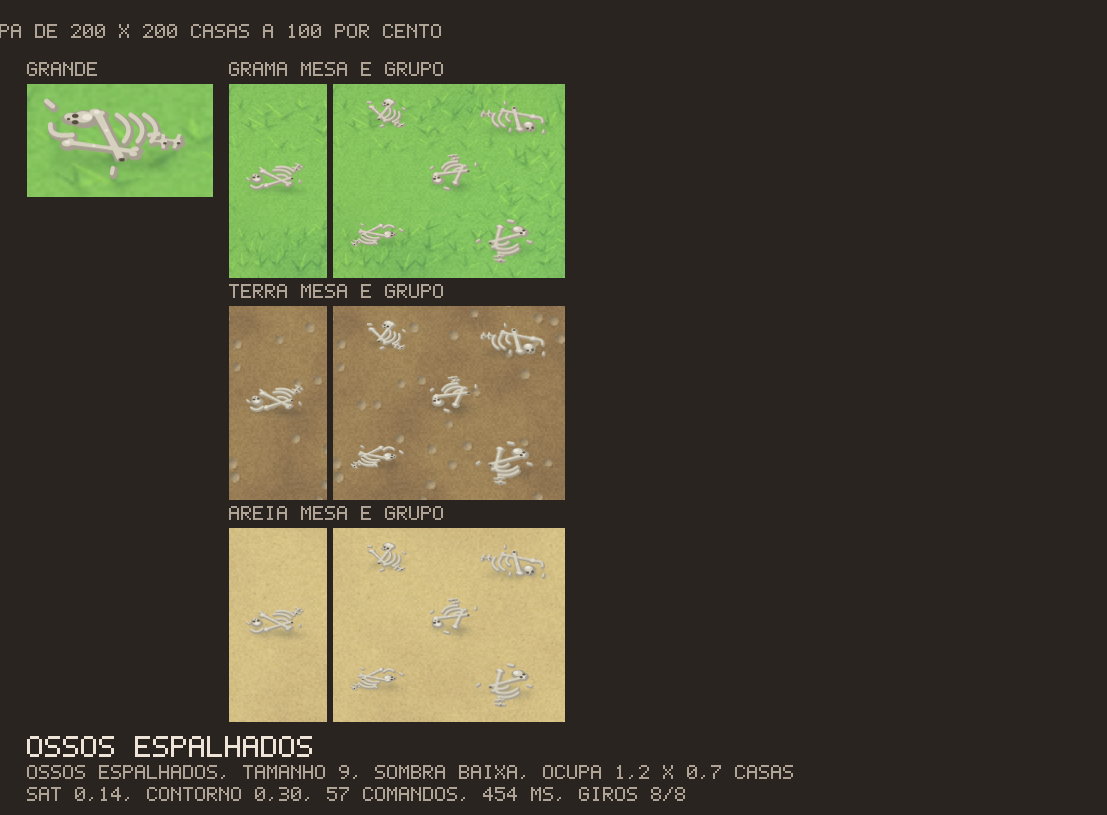 PA DE 200 X 200 CASAS A 100 POR CENTO
GRANDE
GRAMA MESA E GRUPO
TERRA MESA E GRUPO
AREIA MESA E GRUPO
OSSOS ESPALHADOS
OSSOS ESPALHADOS, TAMANHO 9, SOMBRA BAIXA, OCUPA 1,2 X 0,7 CASAS
SAT 0,14, CONTORNO 0,30, 57 COMANDOS, 454 MS, GIROS 8/8